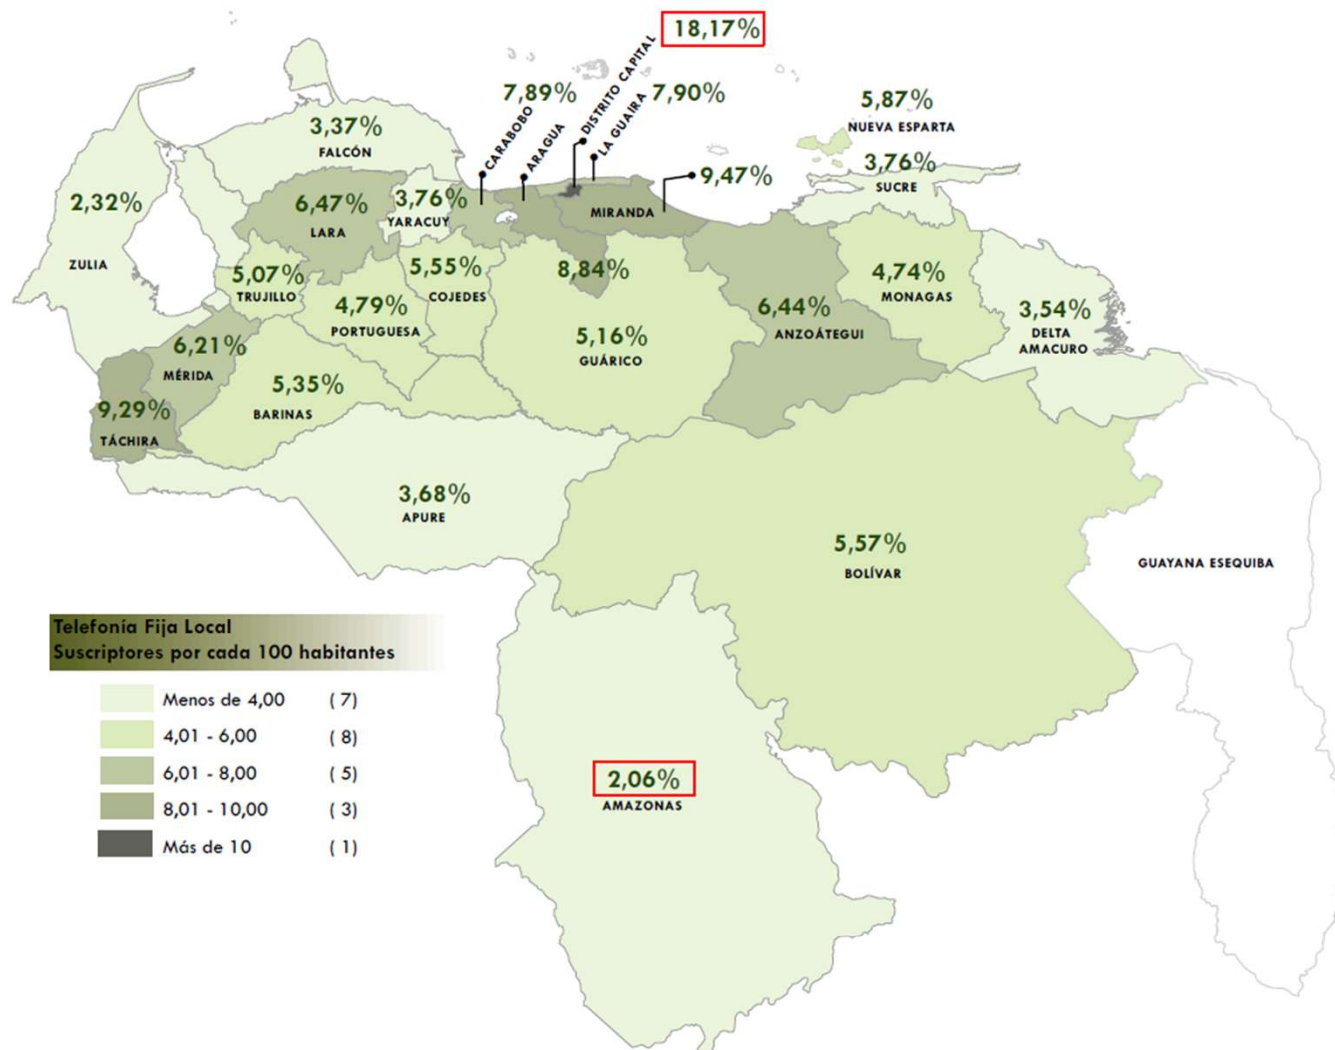 18,17%
DISTRITO CAPITAL
7,89%
CARABOBO
ARAGUA
LA GUAIRA
7,90%
5,87%
NUEVA ESPARTA
3,37%
FALCÓN
3,76%
SUCRE
9,47%
2,32%
ZULIA
6,47%
LARA
3,76%
YARACUY
MIRANDA
5,07%
TRUJILLO
5,55%
COJEDES
8,84%
4,74%
MONAGAS
4,79%
PORTUGUESA
6,44%
ANZOÁTEGUI
3,54%
DELTA
AMACURO
6,21%
MÉRIDA
5,16%
GUÁRICO
5,35%
BARINAS
9,29%
TÁCHIRA
3,68%
APURE
5,57%
BOLÍVAR
GUAYANA ESEQUIBA
Telefonía Fija Local
Suscriptores por cada 100 habitantes
Menos de 4,00 ( 7)
4,01 - 6,00 ( 8)
6,01 - 8,00 ( 5)
8,01 - 10,00 ( 3)
Más de 10 ( 1)
2,06%
AMAZONAS